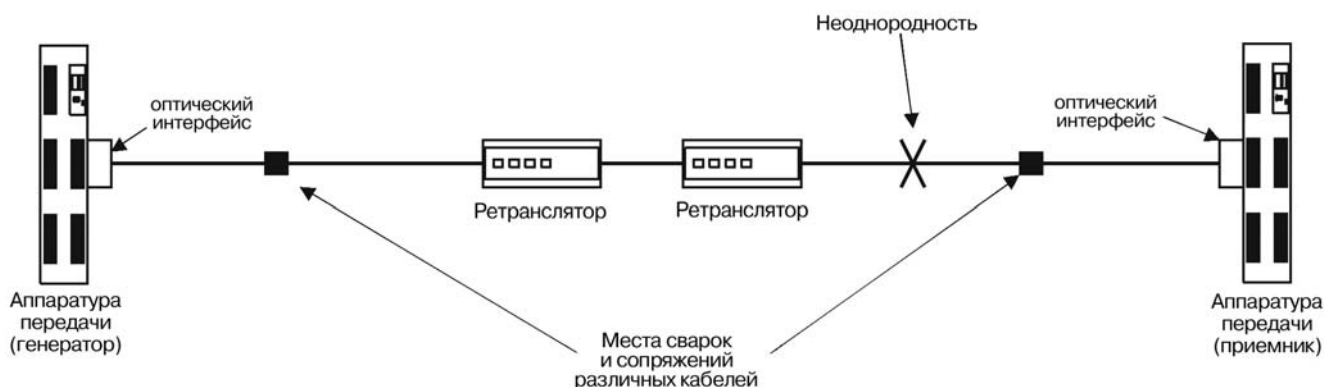 Неоднородность
оптический
интерфейс
оптический
интерфейс
Ретранслятор
Ретранслятор
Аппаратура
передачи
(генератор)
Места сварок
и сопряжений
различных кабелей
Аппаратура
передачи
(приемник)